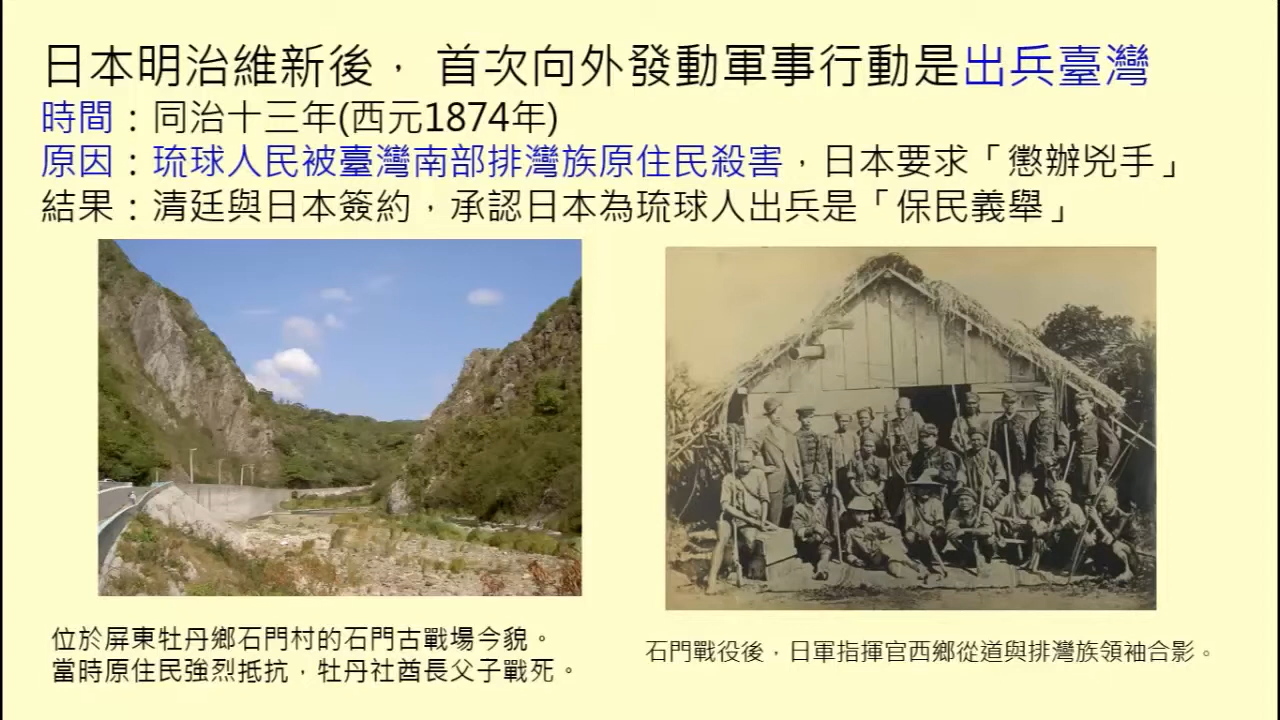 日本明治維新後， 首次向外發動軍事行動是出兵臺灣
時間：同治十三年(西元1874年)
原因：琉球人民被臺灣南部排灣族原住民殺害，日本要求「懲辦兇手」
結果：清廷與日本簽約，承認日本為琉球人出兵是「保民義舉」
位於屏東牡丹鄉石門村的石門古戰場今貌。
當時原住民強烈抵抗，牡丹社酋長父子戰死。
石門戰役後，日軍指揮官西鄉從道與排灣族領袖合影。